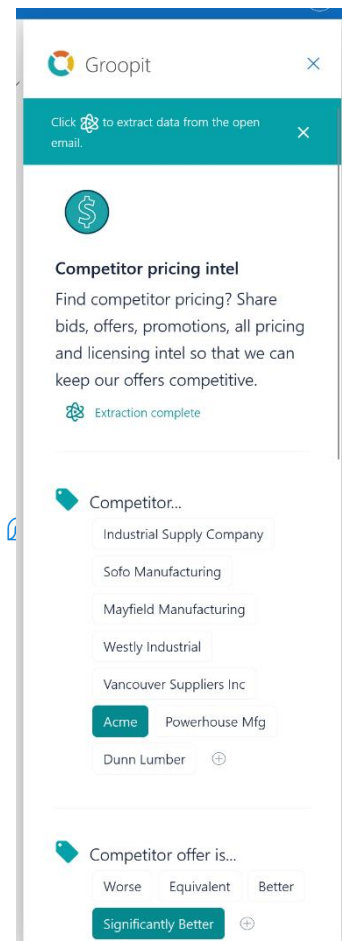 Groopit
Click to extract data from the open
email.
Competitor pricing intel
Find competitor pricing? Share
bids, offers, promotions, all pricing
and licensing intel so that we can
keep our offers competitive.
Extraction complete
Competitor...
Industrial Supply Company
Sofo Manufacturing
Mayfield Manufacturing
Westly Industrial
Vancouver Suppliers Inc
Acme Powerhouse Mfg
Dunn Lumber
Competitor offer is...
Worse Equivalent Better
Significantly Better